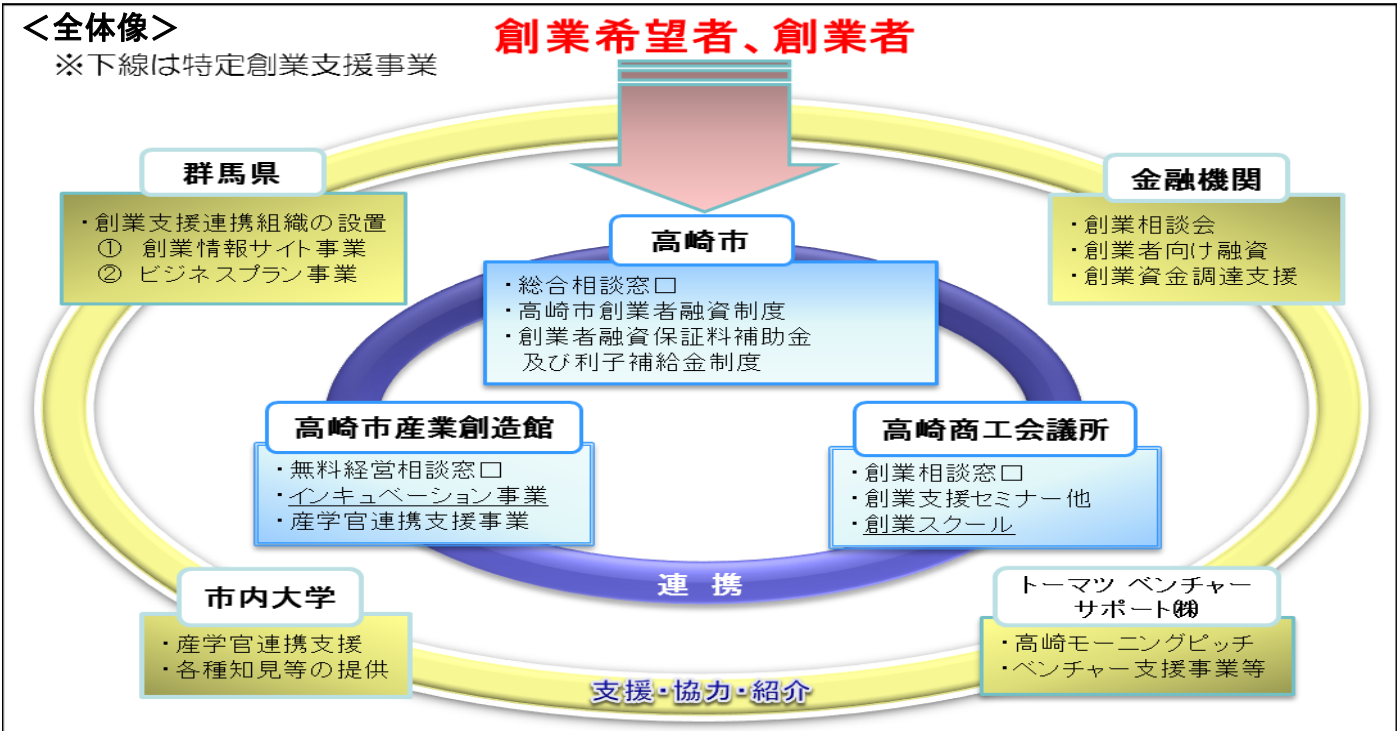 ＜全体像＞
※下線は特定創業支援事業
創業希望者、創業者
群馬県
・創業支援連携組織の設置
① 創業情報サイト事業
② ビジネスプラン事業
金融機関
・創業相談会
・創業者向け融資
・創業資金調達支援
高崎市
・総合相談窓口
・高崎市創業者融資制度
・創業者融資保証料補助金
及び利子補給金制度
高崎市産業創造館
・無料経営相談窓口
・インキュベーション事業
・産学官連携支援事業
高崎商工会議所
・創業相談窓口
・創業支援セミナー他
・創業スクール
連 携
市内大学
・産学官連携支援
・各種知見等の提供
トーマツ ベンチャー
サポート㈱
・高崎モーニングピッチ
・ベンチャー支援事業等
支援・協力・紹介